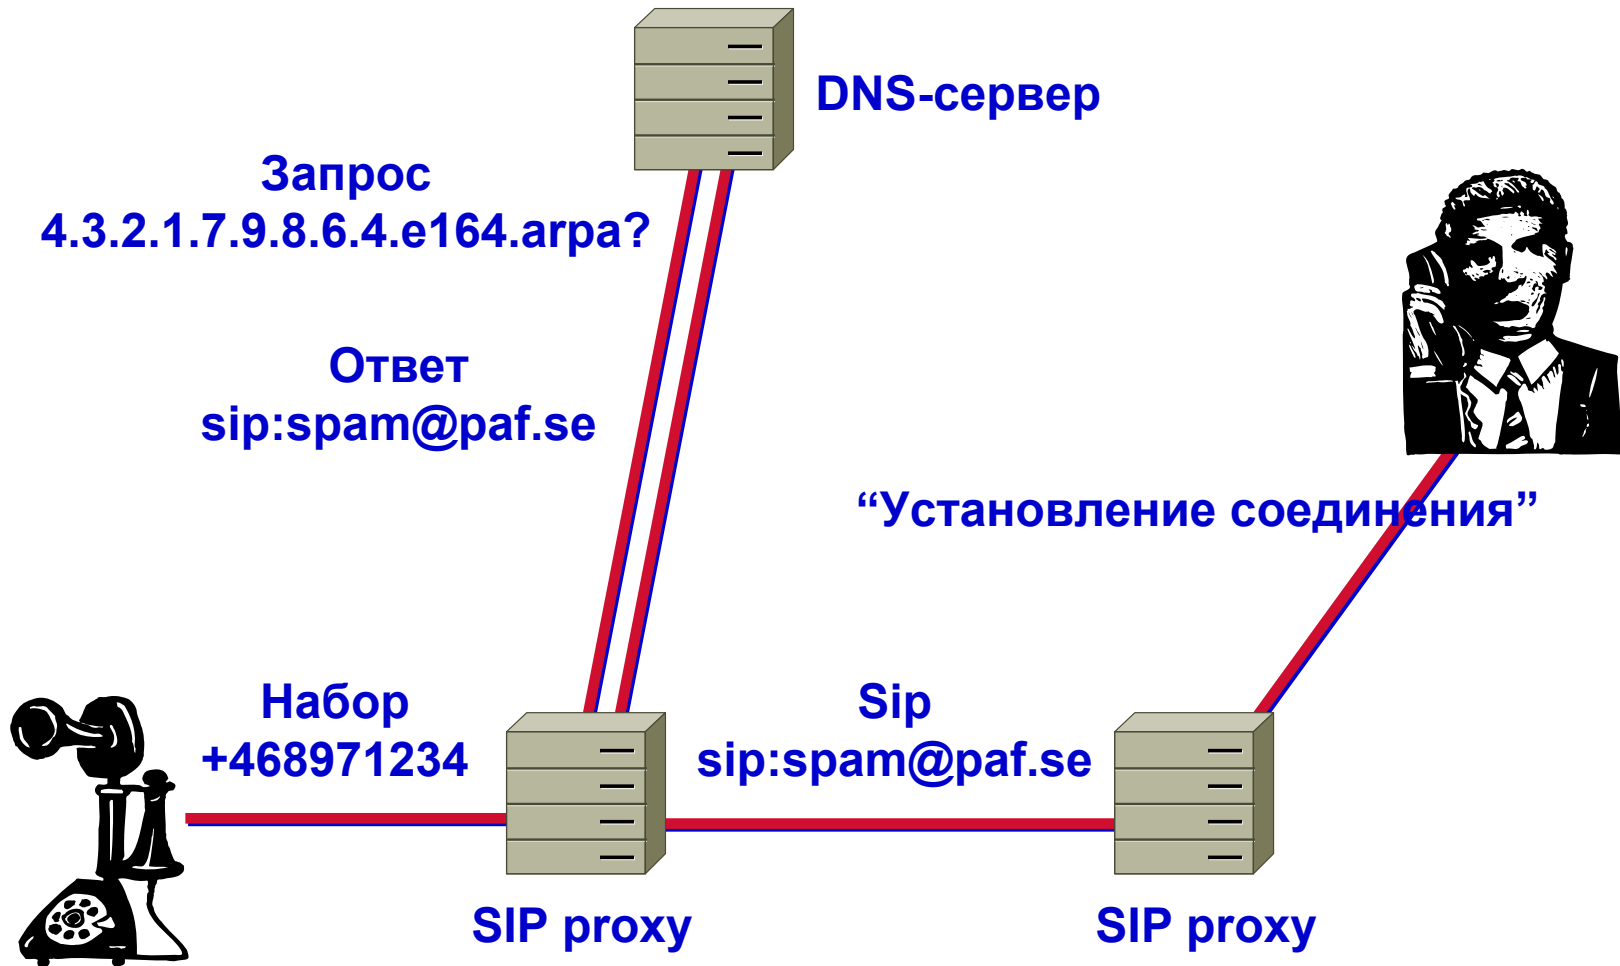 DNS-сервер
Запрос
4.3.2.1.7.9.8.6.4.e164.arpa?
Ответ
sip:spam@paf.se
“Установление соединения”
Набор
+468971234
Sip
sip:spam@paf.se
SIP proxy
SIP proxy